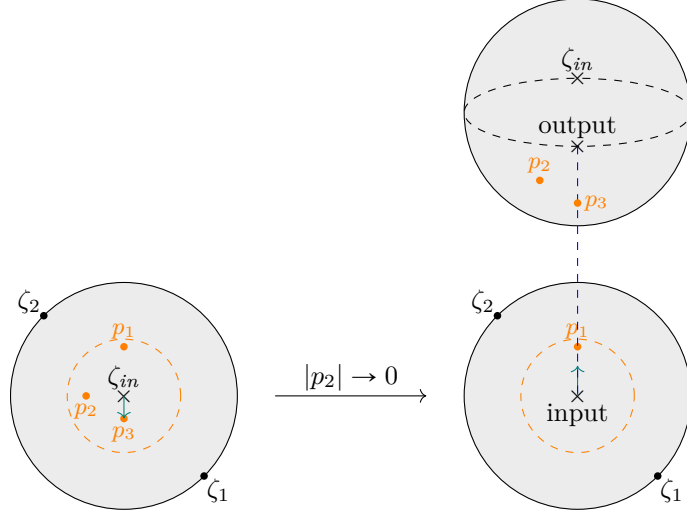 ζ_in
output
p_2
p_3
ζ_2
p_1
ζ_in
p_2
p_3
ζ_1
|p_2| → 0
ζ_2
p_1
input
ζ_1